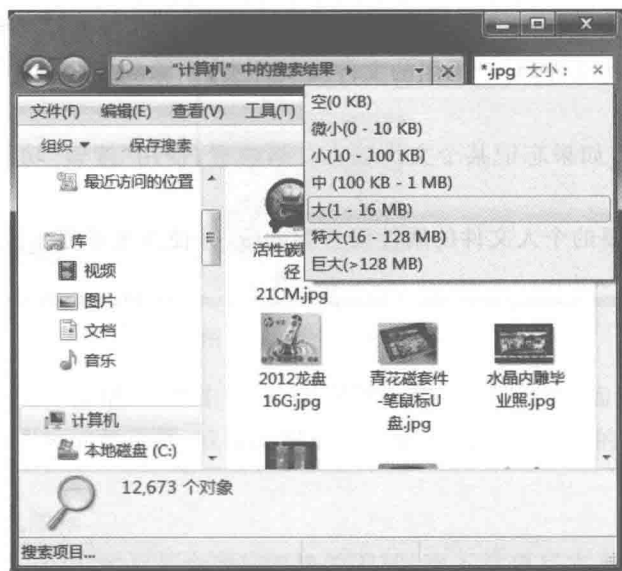 "计算机" 中的搜索结果
*.jpg 大小:
文件(F) 编辑(E) 查看(V) 工具(T)
空(0 KB)
微小(0 - 10 KB)
小(10 - 100 KB)
中 (100 KB - 1 MB)
大(1 - 16 MB)
特大(16 - 128 MB)
巨大(>128 MB)
组织 保存搜索
最近访问的位置
库
视频
图片
文档
音乐
计算机
本地磁盘 (C:)
活性碳
径
21CM.jpg
2012龙盘
16G.jpg
青花磁套件
-笔鼠标U
盘.jpg
水晶内雕毕
业照.jpg
12,673 个对象
搜索项目...